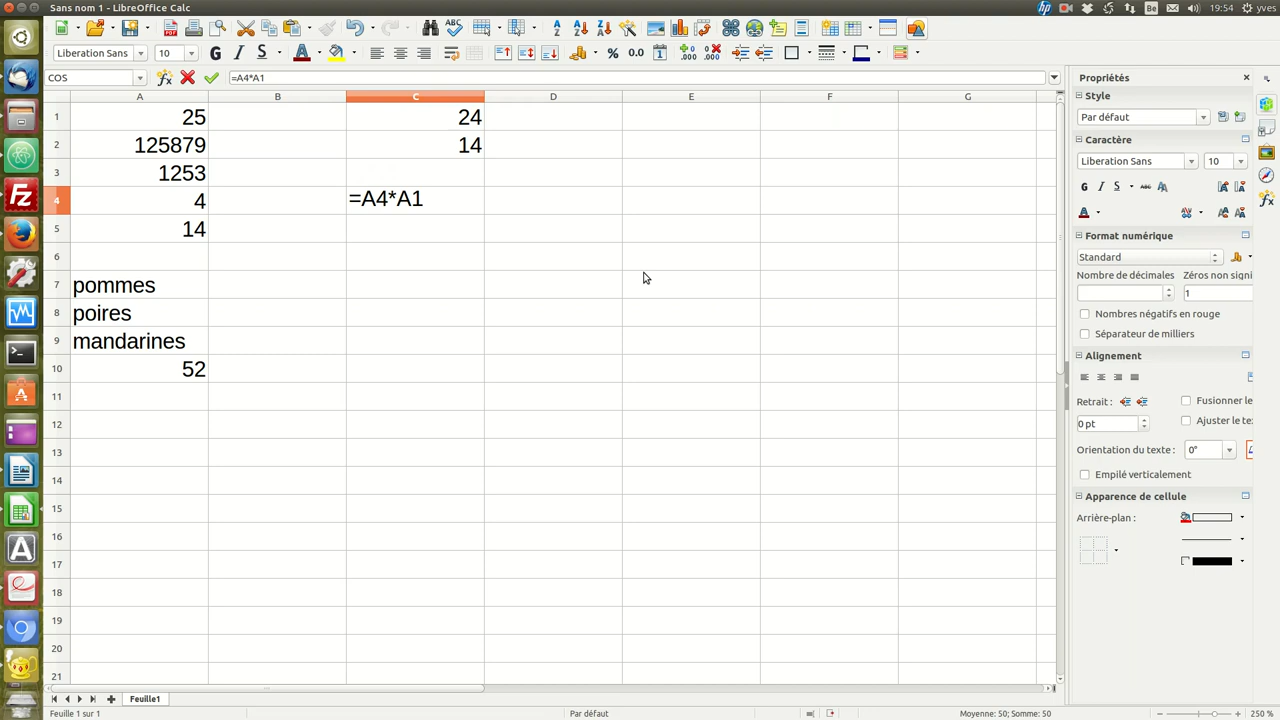 Sans nom 1 - LibreOffice Calc
Be
19:54
yves
Liberation Sans
10
COS
=A4*A1
A B C D E F G
1 25 24
2 125879 14
3 1253
4 4 =A4*A1
5 14
6
7 pommes
8 poires
9 mandarines
10 52
11
12
13
14
15
16
17
18
19
20
21
Feuille1
Feuille 1 sur 1
Par défaut
Moyenne: 50; Somme: 50
250 %
Propriétés
Style
Par défaut
Caractère
Liberation Sans
10
Format numérique
Standard
Nombre de décimales
Zéros non signi
1
Nombres négatifs en rouge
Séparateur de milliers
Alignement
Retrait :
Fusionner le
0 pt
Ajuster le te
Orientation du texte :
0°
Empilé verticalement
Apparence de cellule
Arrière-plan :